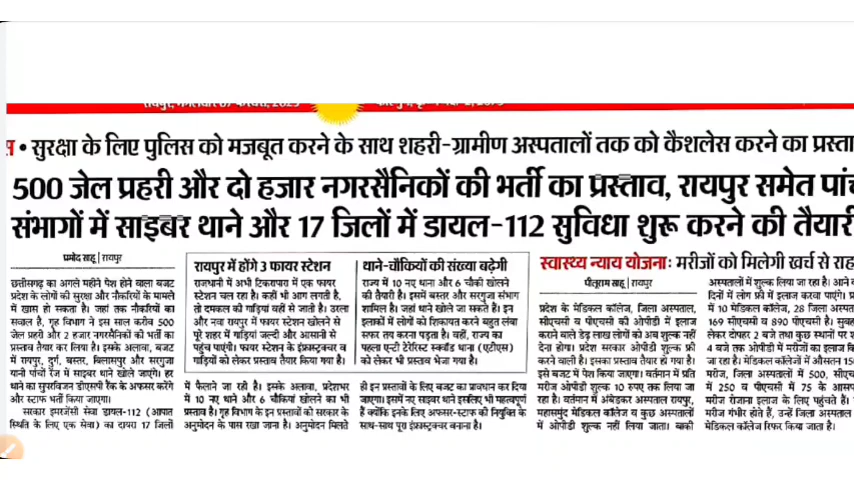 रायपुर, मंगलवार 07 फरवरी, 2023
स • सुरक्षा के लिए पुलिस को मजबूत करने के साथ शहरी-ग्रामीण अस्पतालों तक को कैशलेस करने का प्रस्ता
500 जेल प्रहरी और दो हजार नगरसैनिकों की भर्ती का प्रस्ताव, रायपुर समेत पांच
संभागों में साइबर थाने और 17 जिलों में डायल-112 सुविधा शुरू करने की तैयारी
प्रमोद साहू | रायपुर
छत्तीसगढ़ का अगले महीने पेश होने वाला बजट
प्रदेश के लोगों की सुरक्षा और नौकरियों के मामले
में खास हो सकता है। जहां तक नौकरियों का
सवाल है, गृह विभाग ने इस साल करीब 500
जेल प्रहरी और 2 हजार नगरसैनिकों की भर्ती का
प्रस्ताव तैयार कर लिया है। इसके अलावा, बजट
में रायपुर, दुर्ग, बस्तर, बिलासपुर और सरगुजा
यानी पांचों रेंज में साइबर थाने खोले जाएंगे। हर
थाने का सुपरविजन डीएसपी रैंक के अफसर करेंगे
और स्टाफ भर्ती किया जाएगा।
सरकार इमरजेंसी सेवा डायल-112 (आपात
स्थिति के लिए एक सेवा) का दायरा 17 जिलों
रायपुर में होंगे 3 फायर स्टेशन
राजधानी में अभी टिकरापारा में एक फायर
स्टेशन चल रहा है। कहीं भी आग लगती है,
तो दमकल की गाड़ियां वहीं से जाती है। उरला
और नवा रायपुर में फायर स्टेशन खोलने से
पूरे शहर में गाड़ियां जल्दी और आसानी से
पहुंच पाएंगी। फायर स्टेशन के इंफ्रास्ट्रक्चर व
गाड़ियों को लेकर प्रस्ताव तैयार किया गया है।
थाने-चौकियों की संख्या बढ़ेगी
राज्य में 10 नए थाना और 6 चौकी खोलने
की तैयारी है। इसमें बस्तर और सरगुजा संभाग
शामिल है। जहां थाने खोले जा सकते हैं। इन
इलाकों में लोगों को शिकायत करने बहुत लंबा
सफर तय करना पड़ता है। वहीं, राज्य का
पहला एन्टी टेररिस्ट स्क्वॉड थाना (एटीएस)
को लेकर भी प्रस्ताव भेजा गया है।
में फैलाने जा रही है। इसके अलावा, प्रदेशभर
में 10 नए थाने और 6 चौकियां खोलने का भी
प्रस्ताव है। गृह विभाग के इन प्रस्तावों को सरकार के
अनुमोदन के पास रखा जाना है। अनुमोदन मिलते
ही इन प्रस्तावों के लिए बजट का प्रावधान कर दिया
जाएगा। इसमें नए साइबर थाने इसलिए भी महत्वपूर्ण
हैं क्योंकि इनके लिए अफसर-स्टाफ की नियुक्ति के
साथ-साथ पूरा इंफ्रास्ट्रक्चर बनाना है।
स्वास्थ्य न्याय योजना: मरीजों को मिलेगी खर्च से राह
पीलूराम साहू | रायपुर
प्रदेश के मेडिकल कॉलेज, जिला अस्पताल,
सीएचसी व पीएचसी की ओपीडी में इलाज
कराने वाले डेढ़ लाख लोगों को अब शुल्क नहीं
देना होगा। प्रदेश सरकार ओपीडी शुल्क फ्री
करने वाली है। इसका प्रस्ताव तैयार हो गया है।
इसे बजट में पेश किया जाएगा। वर्तमान में प्रति
मरीज ओपीडी शुल्क 10 रुपए तक लिया जा
रहा है। वर्तमान में अंबेडकर अस्पताल रायपुर,
महासमुंद मेडिकल कॉलेज व कुछ अस्पतालों
में ओपीडी शुल्क नहीं लिया जाता। बाकी
अस्पतालों में शुल्क लिया जा रहा है। आने व
दिनों में लोग फ्री में इलाज करवा पाएंगे। प्र
में 10 मेडिकल कॉलेज, 28 जिला अस्पत
169 सीएचसी व 890 पीएचसी है। सुबह
लेकर दोपहर 2 बजे तथा कुछ स्थानों पर श
4 बजे तक ओपीडी में मरीजों का इलाज कि
जा रहा है। मेडिकल कॉलेजों में औसतन 15
मरीज, जिला अस्पतालों में 500, सीएच
में 250 व पीएचसी में 75 के आसप
मरीज रोजाना इलाज के लिए पहुंचते हैं।
मरीज गंभीर होते हैं, उन्हें जिला अस्पताल
मेडिकल कॉलेज रिफर किया जाता है।